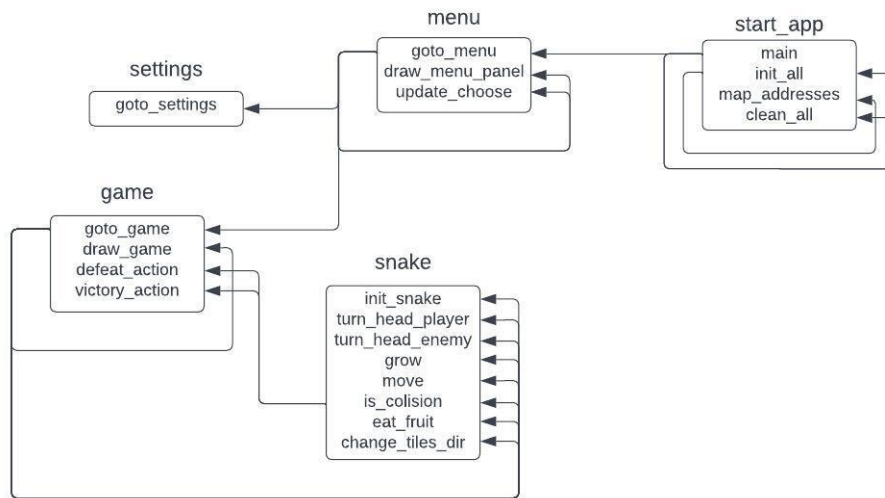 settings
goto_settings
menu
goto_menu
draw_menu_panel
update_choose
start_app
main
init_all
map_addresses
clean_all
game
goto_game
draw_game
defeat_action
victory_action
snake
init_snake
turn_head_player
turn_head_enemy
grow
move
is_colision
eat_fruit
change_tiles_dir